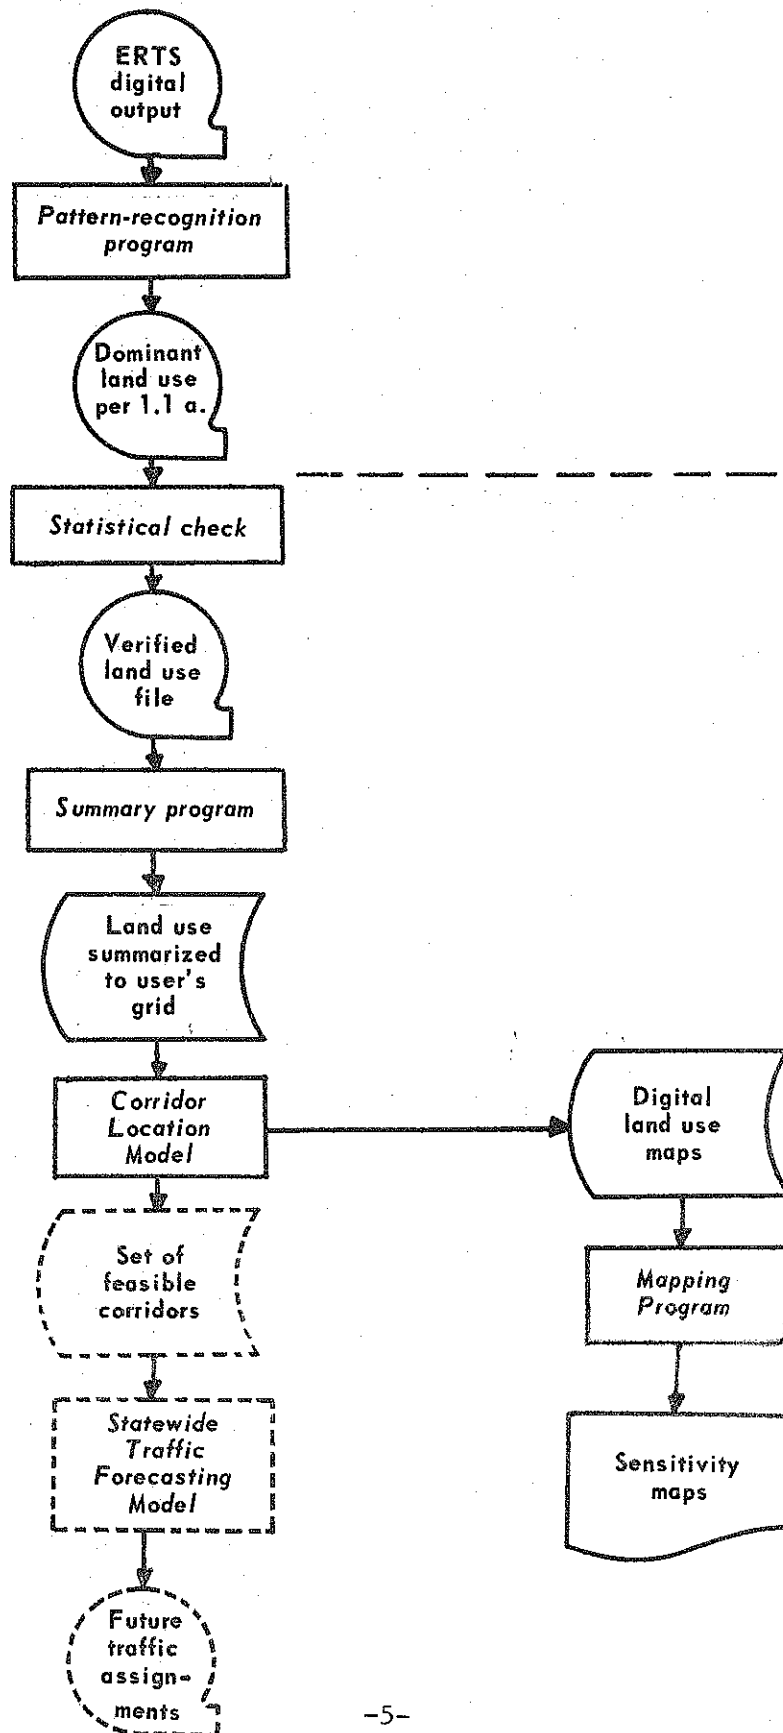 ERTS
digital
output
Pattern-recognition
program
Dominant
land use
per 1.1 a.
Statistical check
Verified
land use
file
Summary program
Land use
summarized
to user's
grid
Corridor
Location
Model
Digital
land use
maps
Set of
feasible
corridors
Mapping
Program
Statewide
Traffic
Forecasting
Model
Sensitivity
maps
Future
traffic
assign-
ments
-5-